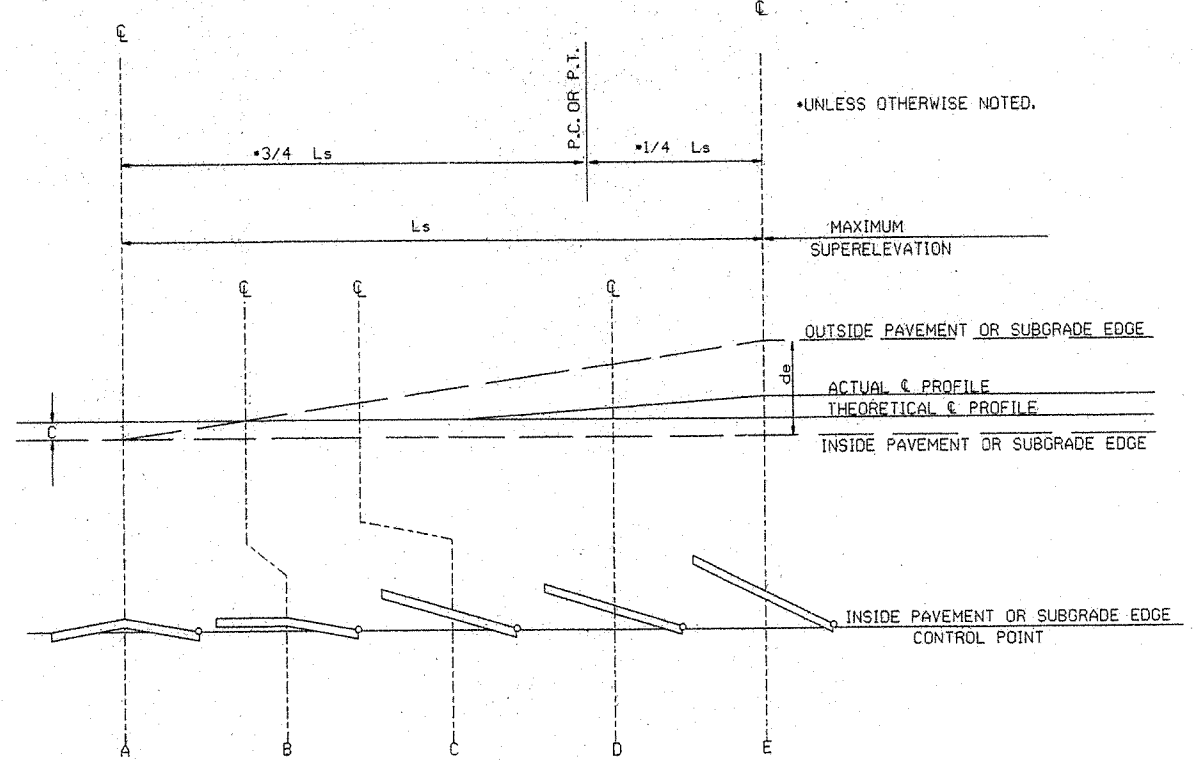 ℄
℄
P.C. OR P.T.
*UNLESS OTHERWISE NOTED.
*3/4 Ls
*1/4 Ls
Ls
MAXIMUM
SUPERELEVATION
℄
℄
℄
OUTSIDE PAVEMENT OR SUBGRADE EDGE
de
ACTUAL ℄ PROFILE
THEORETICAL ℄ PROFILE
C
INSIDE PAVEMENT OR SUBGRADE EDGE
INSIDE PAVEMENT OR SUBGRADE EDGE
CONTROL POINT
A
B
C
D
E